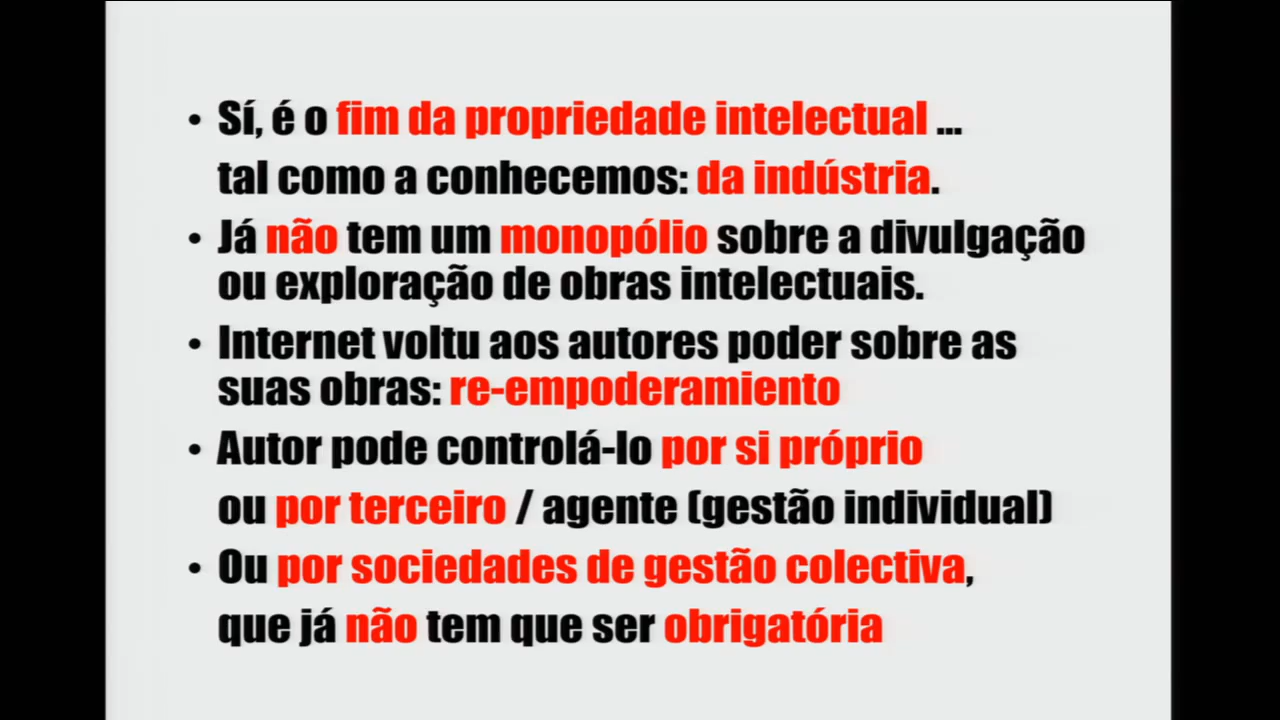 • Sí, é o fim da propriedade intelectual ...
tal como a conhecemos: da indústria.
• Já não tem um monopólio sobre a divulgação
ou exploração de obras intelectuais.
• Internet voltu aos autores poder sobre as
suas obras: re-empoderamiento
• Autor pode controlá-lo por si próprio
ou por terceiro / agente (gestão individual)
• Ou por sociedades de gestão colectiva,
que já não tem que ser obrigatória